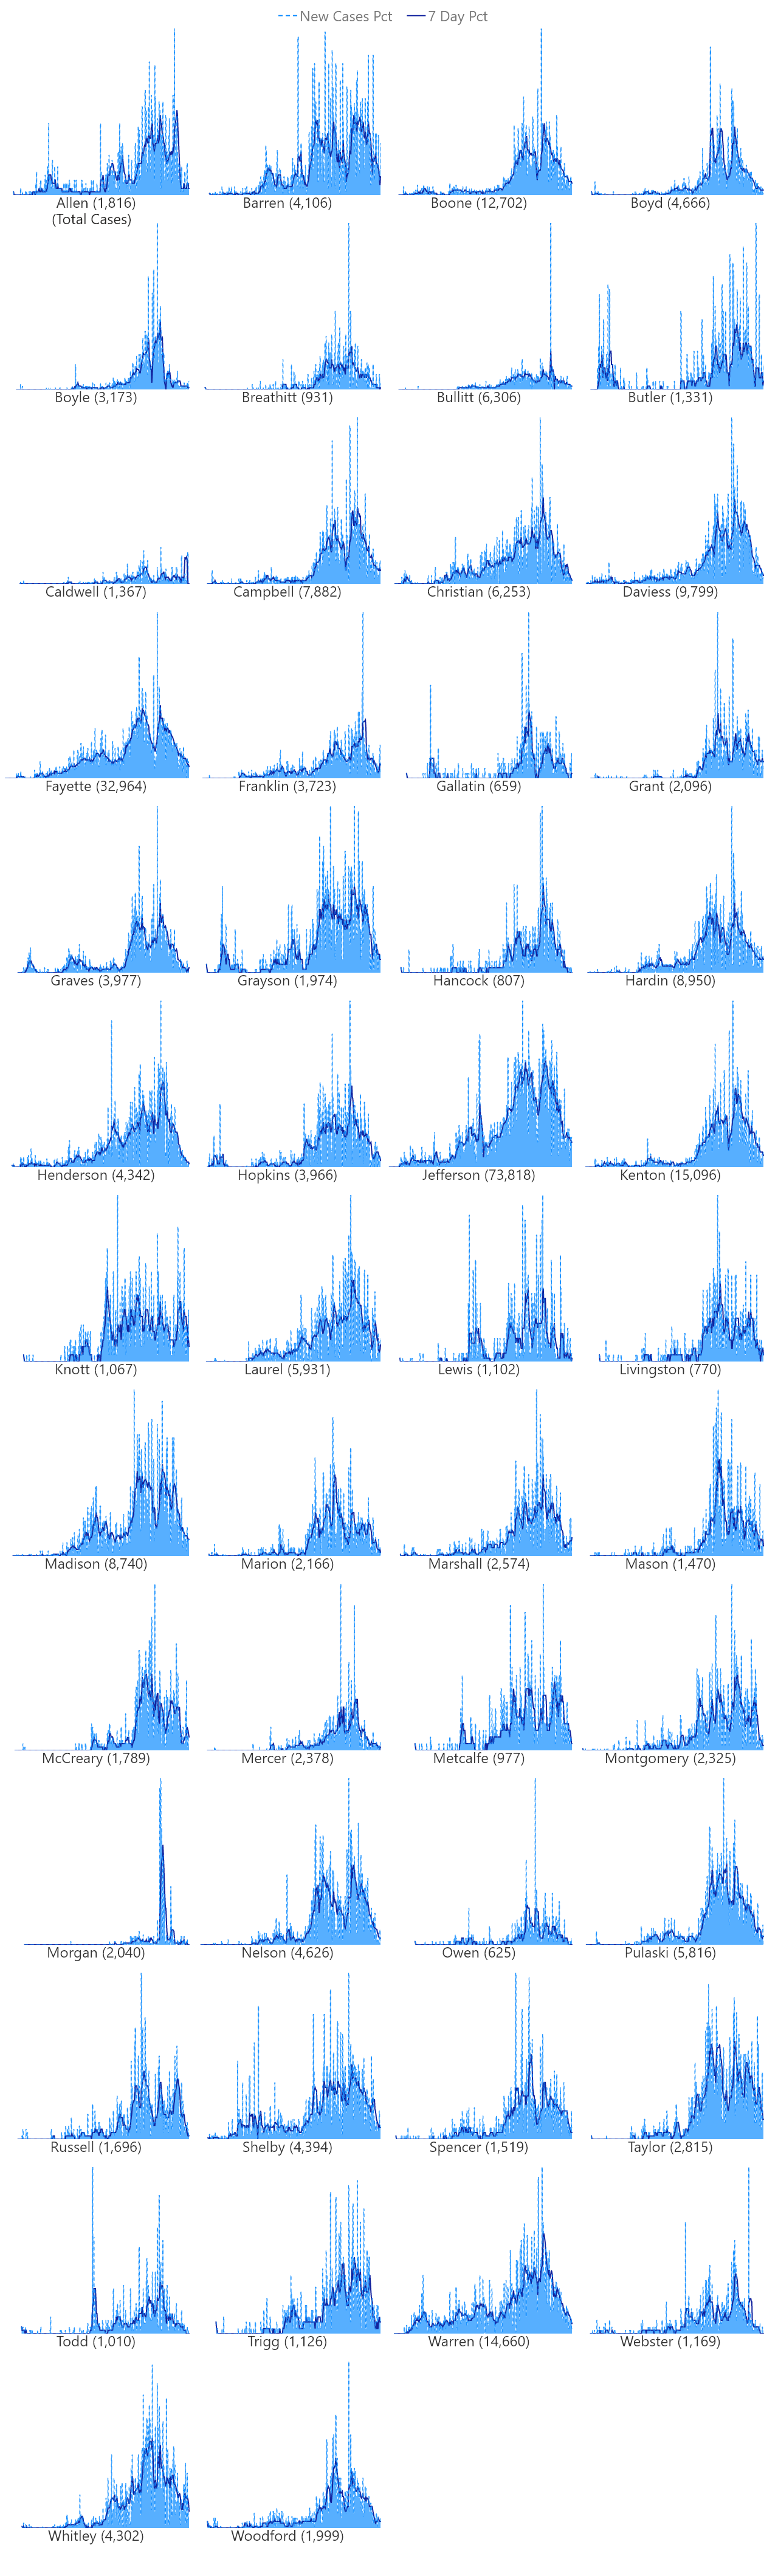 New Cases Pct 7 Day Pct
Allen (1,816) Barren (4,106) Boone (12,702) Boyd (4,666)
(Total Cases)
Boyle (3,173) Breathitt (931) Bullitt (6,306) Butler (1,331)
Caldwell (1,367) Campbell (7,882) Christian (6,253) Daviess (9,799)
Fayette (32,964) Franklin (3,723) Gallatin (659) Grant (2,096)
Graves (3,977) Grayson (1,974) Hancock (807) Hardin (8,950)
Henderson (4,342) Hopkins (3,966) Jefferson (73,818) Kenton (15,096)
Knott (1,067) Laurel (5,931) Lewis (1,102) Livingston (770)
Madison (8,740) Marion (2,166) Marshall (2,574) Mason (1,470)
McCreary (1,789) Mercer (2,378) Metcalfe (977) Montgomery (2,325)
Morgan (2,040) Nelson (4,626) Owen (625) Pulaski (5,816)
Russell (1,696) Shelby (4,394) Spencer (1,519) Taylor (2,815)
Todd (1,010) Trigg (1,126) Warren (14,660) Webster (1,169)
Whitley (4,302) Woodford (1,999)